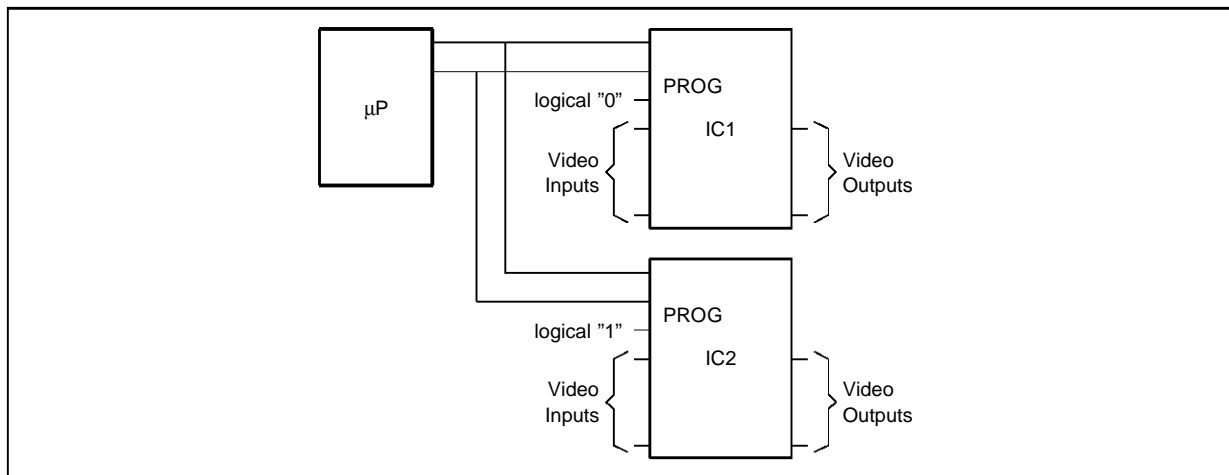 μP
PROG
logical ”0”
IC1
Video
Inputs
Video
Outputs
PROG
logical ”1”
IC2
Video
Inputs
Video
Outputs